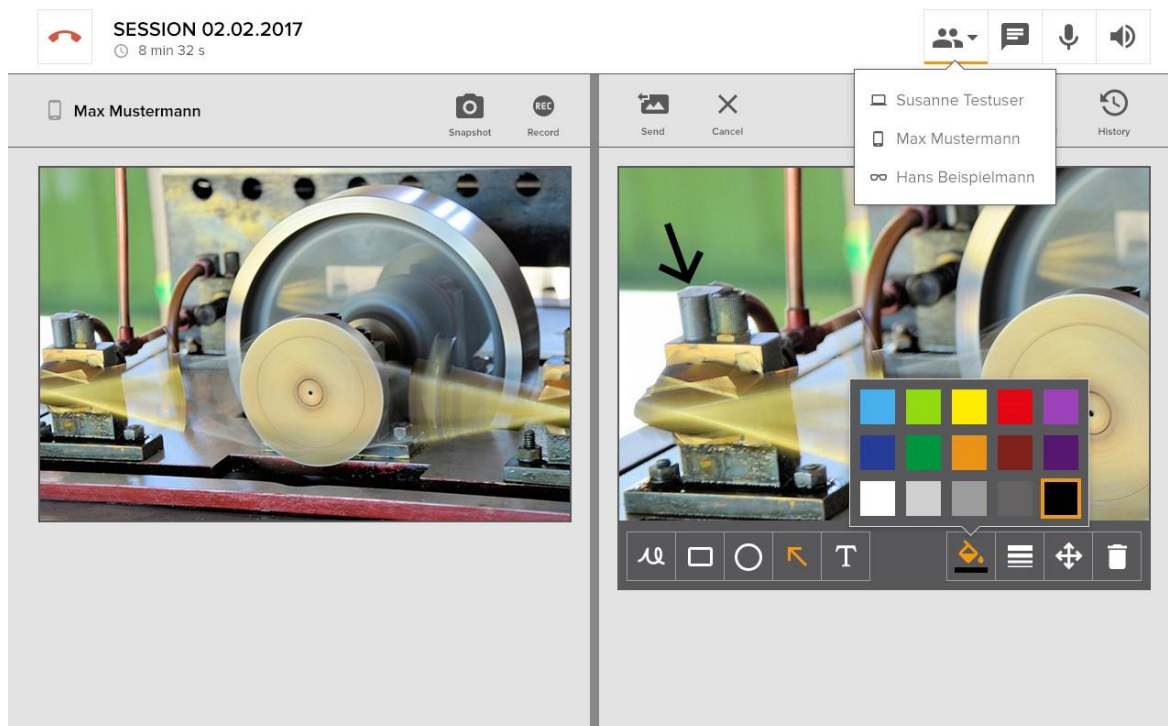 SESSION 02.02.2017
8 min 32 s
Max Mustermann
Snapshot
REC
Record
Send
Cancel
History
Susanne Testuser
Max Mustermann
Hans Beispielmann
T